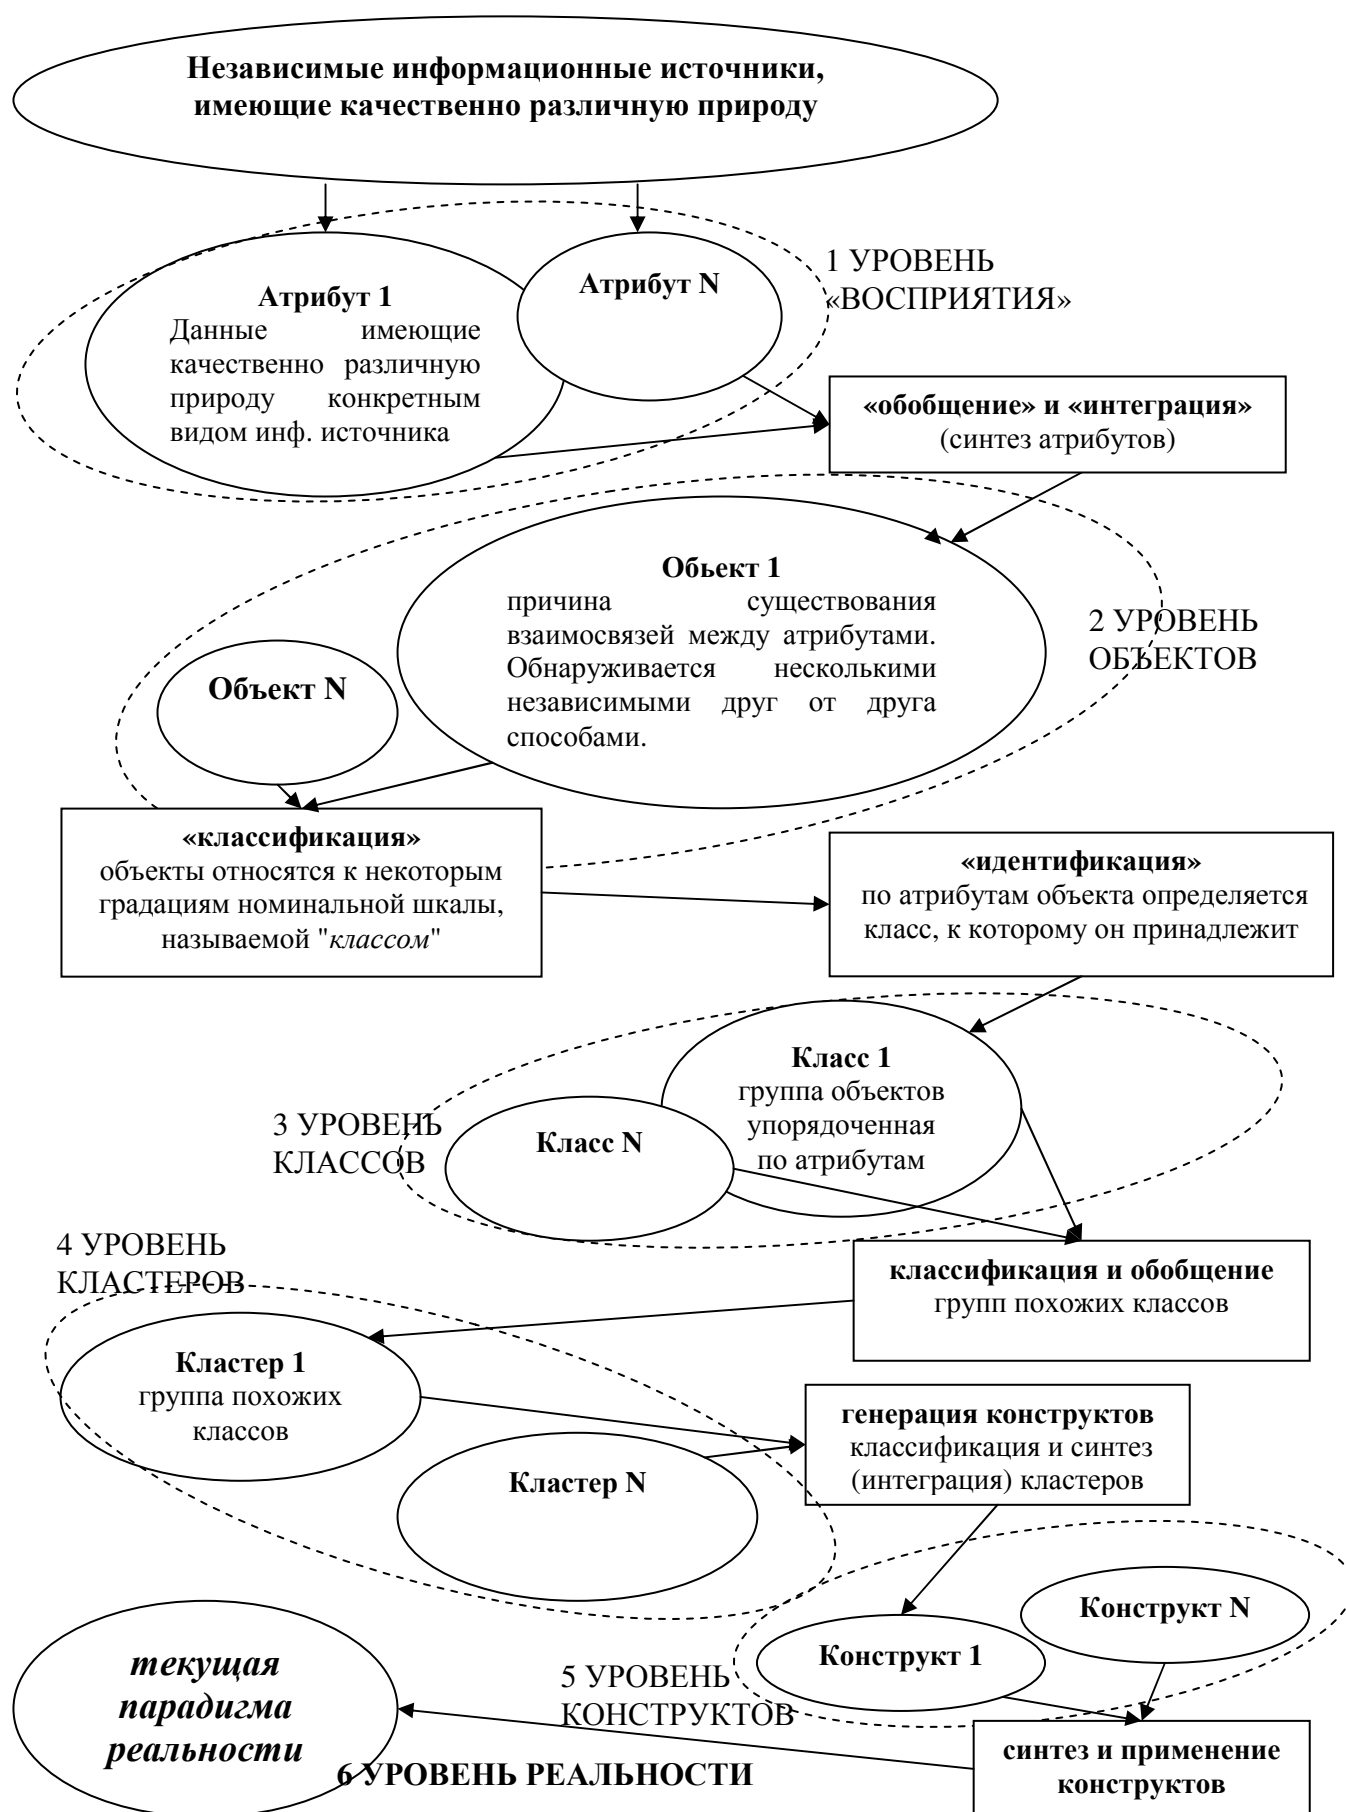 Независимые информационные источники,
имеющие качественно различную природу
1 УРОВЕНЬ
«ВОСПРИЯТИЯ»
Атрибут 1
Данные имеющие
качественно различную
природу конкретным
видом инф. источника
Атрибут N
«обобщение» и «интеграция»
(синтез атрибутов)
Обьект 1
причина существования
взаимосвязей между атрибутами.
Обнаруживается несколькими
независимыми друг от друга
способами.
2 УРОВЕНЬ
ОБЪЕКТОВ
Объект N
«классификация»
объекты относятся к некоторым
градациям номинальной шкалы,
называемой "классом"
«идентификация»
по атрибутам объекта определяется
класс, к которому он принадлежит
Класс 1
группа объектов
упорядоченная
по атрибутам
3 УРОВЕНЬ
КЛАССОВ
Класс N
4 УРОВЕНЬ
КЛАСТЕРОВ
классификация и обобщение
групп похожих классов
Кластер 1
группа похожих
классов
генерация конструктов
классификация и синтез
(интеграция) кластеров
Кластер N
Конструкт N
Конструкт 1
5 УРОВЕНЬ
КОНСТРУКТОВ
текущая
парадигма
реальности
6 УРОВЕНЬ РЕАЛЬНОСТИ
синтез и применение
конструктов